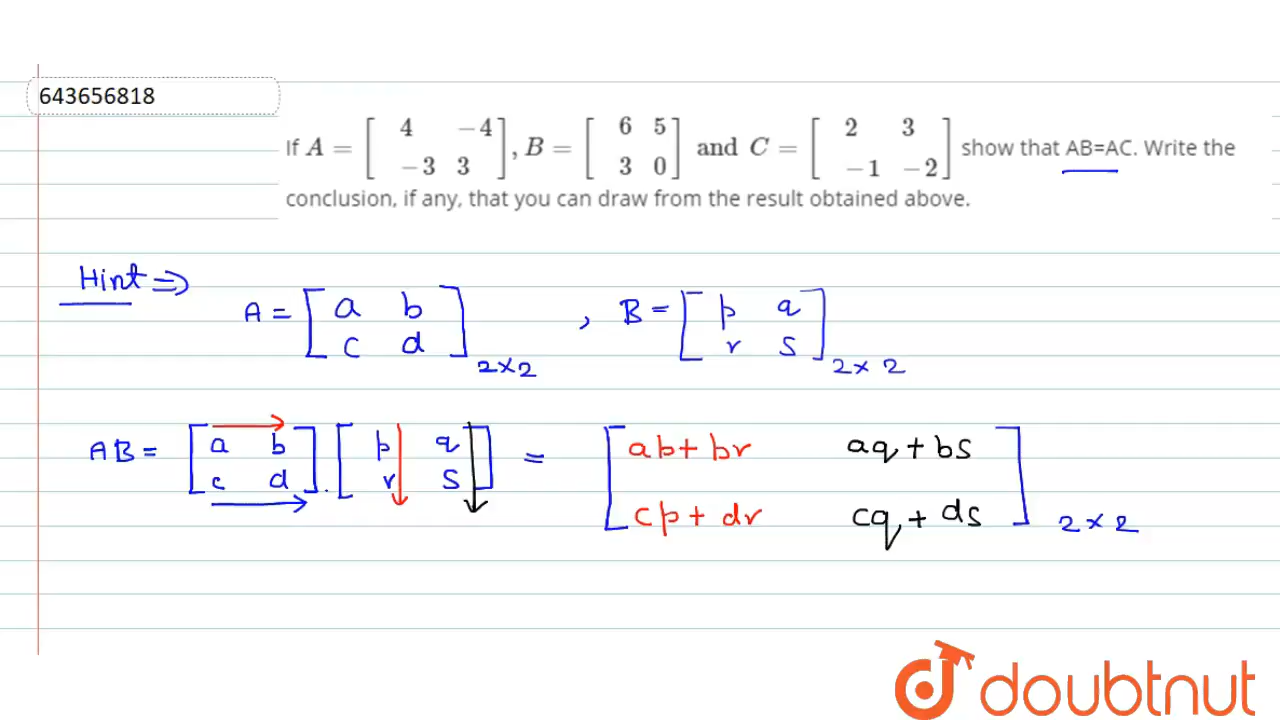 643656818
If A = [ 4 −4 ; −3 3 ], B = [ 6 5 ; 3 0 ] and C = [ 2 3 ; −1 −2 ] show that AB=AC. Write the
conclusion, if any, that you can draw from the result obtained above.
Hint ⇒
A = [ a b ; c d ]2×2 , B = [ p q ; r s ]2×2
AB = [ a b ; c d ] . [ p q ; r s ] = [ ap + br aq + bs ; cp + dr cq + ds ]2×2
doubtnut